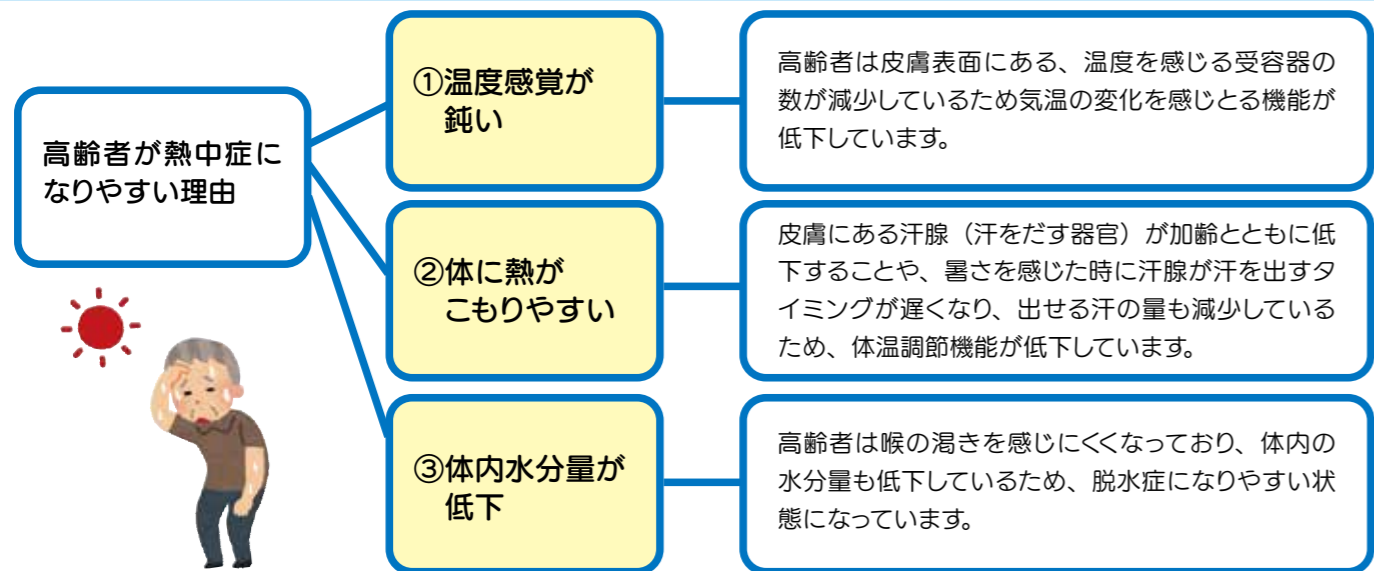 高齢者が熱中症に
なりやすい理由
①温度感覚が
鈍い
高齢者は皮膚表面にある、温度を感じる受容器の
数が減少しているため気温の変化を感じとる機能が
低下しています。
②体に熱が
こもりやすい
皮膚にある汗腺（汗をだす器官）が加齢とともに低
下することや、暑さを感じた時に汗腺が汗を出すタ
イミングが遅くなり、出せる汗の量も減少している
ため、体温調節機能が低下しています。
③体内水分量が
低下
高齢者は喉の渇きを感じにくくなっており、体内の
水分量も低下しているため、脱水症になりやすい状
態になっています。